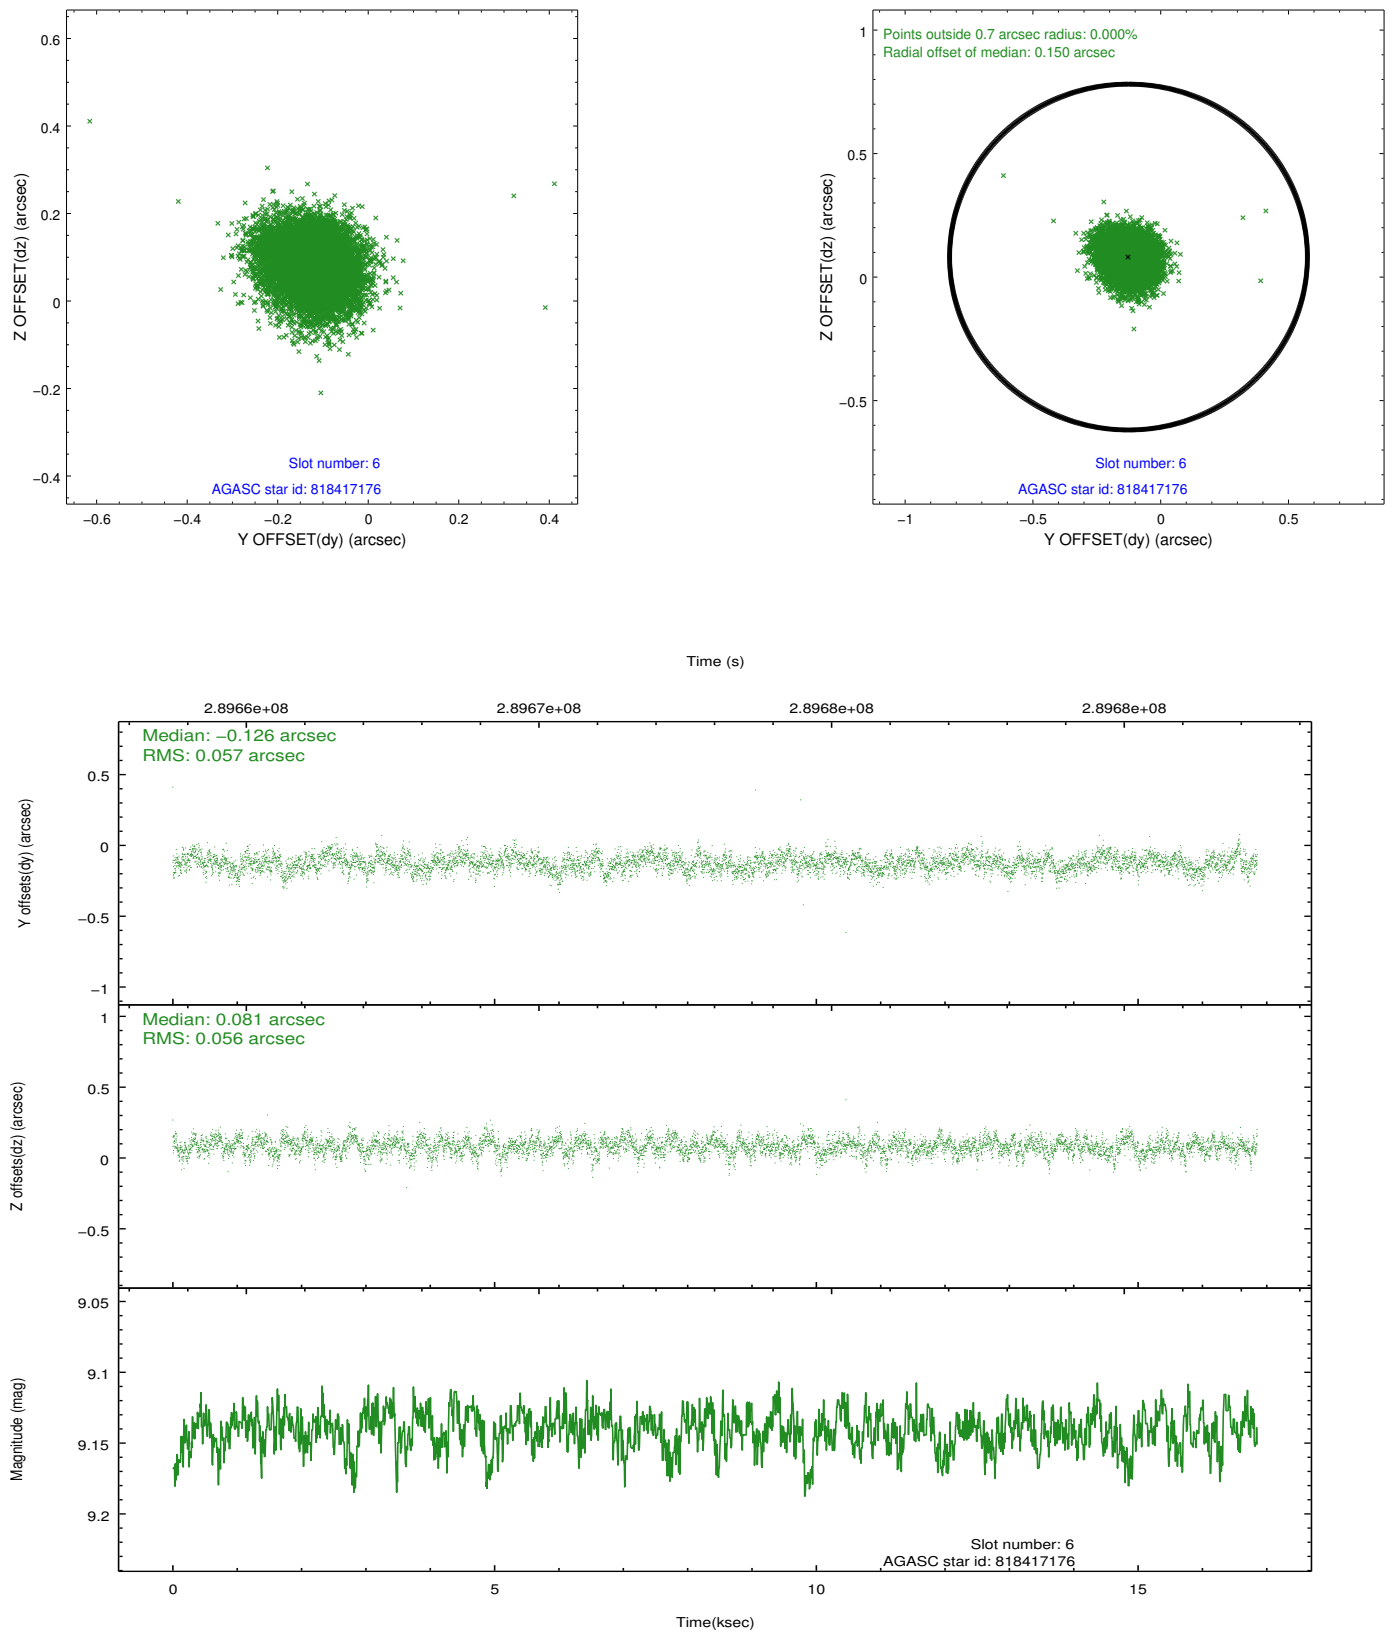 0.6
0.4
0.2
0
−0.2
−0.4
Z OFFSET(dz) (arcsec)
Slot number: 6
AGASC star id: 818417176
−0.6
−0.4
−0.2
0
0.2
0.4
Y OFFSET(dy) (arcsec)
Points outside 0.7 arcsec radius: 0.000%
Radial offset of median: 0.150 arcsec
1
0.5
0
−0.5
Z OFFSET(dz) (arcsec)
Slot number: 6
AGASC star id: 818417176
−1
−0.5
0
0.5
Y OFFSET(dy) (arcsec)
Time (s)
2.8966e+08
2.8967e+08
2.8968e+08
2.8968e+08
Median: −0.126 arcsec
RMS: 0.057 arcsec
0.5
0
−0.5
−1
Y offsets(dy) (arcsec)
Median: 0.081 arcsec
RMS: 0.056 arcsec
1
0.5
0
−0.5
Z offsets(dz) (arcsec)
9.05
9.1
9.15
9.2
Magnitude (mag)
Slot number: 6
AGASC star id: 818417176
0
5
10
15
Time(ksec)